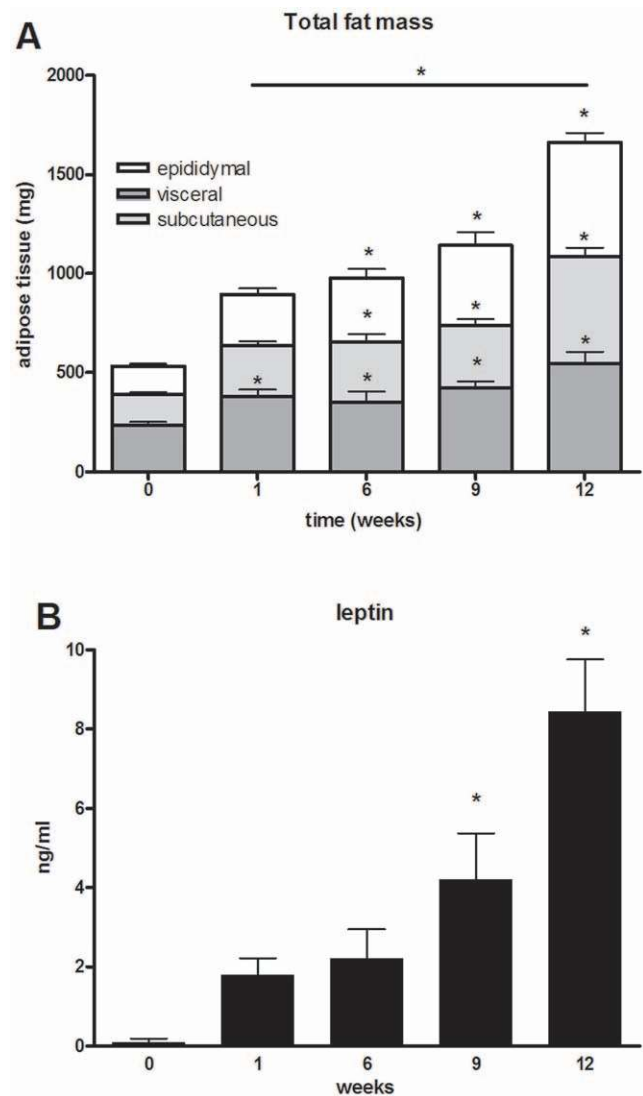 A
Total fat mass
*
2000
1500
1000
500
0
adipose tissue (mg)
epididymal
visceral
subcutaneous
* * *
* * *
* * * *
0 1 6 9 12
time (weeks)
B
leptin
10
8
6
4
2
0
ng/ml
*
*
0 1 6 9 12
weeks